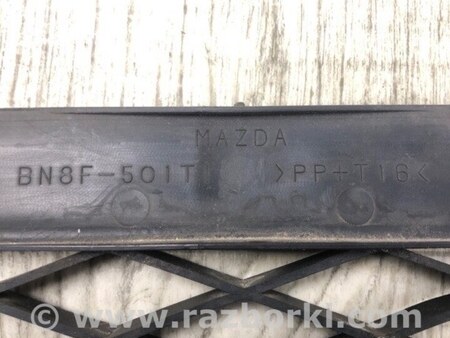 MAZDA
BN8F-501T >PP+T16<
© - www.razborki.com